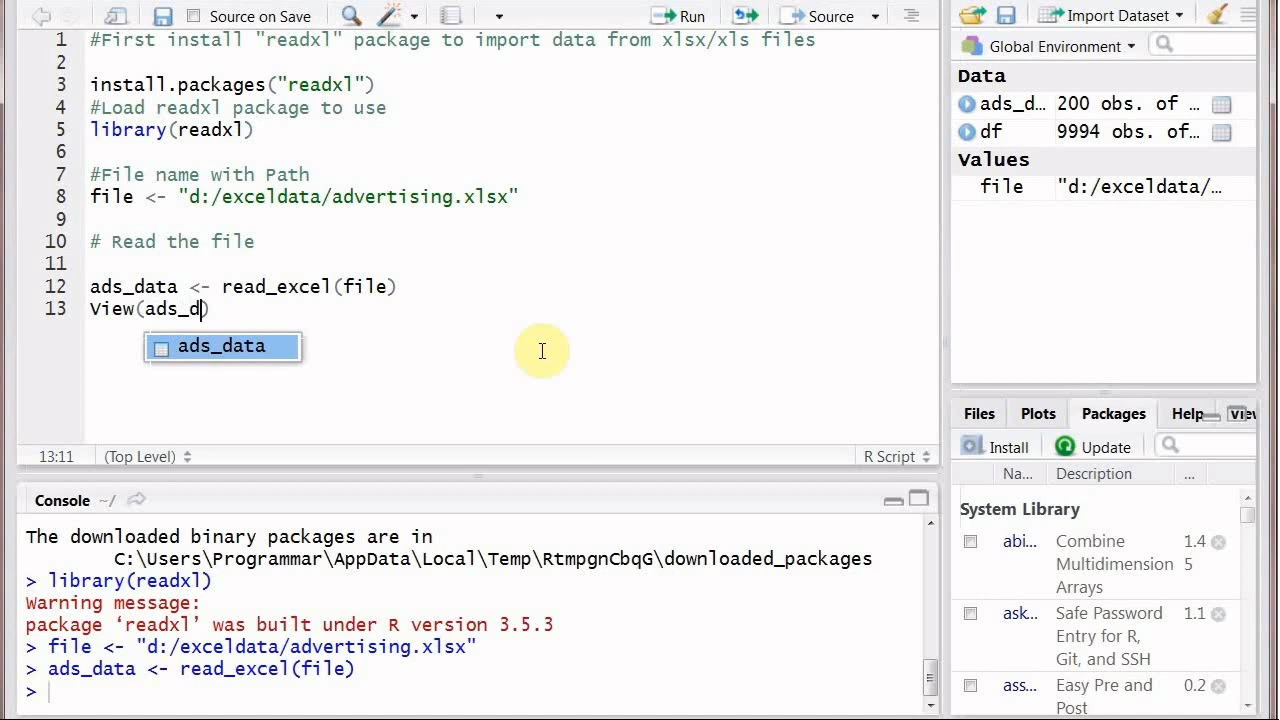 Source on Save Run Source
1 #First install "readxl" package to import data from xlsx/xls files
2
3 install.packages("readxl")
4 #Load readxl package to use
5 library(readxl)
6
7 #File name with Path
8 file <- "d:/exceldata/advertising.xlsx"
9
10 # Read the file
11
12 ads_data <- read_excel(file)
13 View(ads_d)
ads_data
13:11 (Top Level) R Script
Console ~/
The downloaded binary packages are in
C:\Users\Programmar\AppData\Local\Temp\RtmpgnCbqG\downloaded_packages
> library(readxl)
Warning message:
package ‘readxl’ was built under R version 3.5.3
> file <- "d:/exceldata/advertising.xlsx"
> ads_data <- read_excel(file)
>
Import Dataset
Global Environment
Data
ads_d… 200 obs. of …
df 9994 obs. of…
Values
file "d:/exceldata/…
Files Plots Packages Help
Install Update
Na... Description ...
System Library
abi... Combine 1.4
Multidimension 5
Arrays
ask... Safe Password 1.1
Entry for R,
Git, and SSH
ass... Easy Pre and 0.2
Post